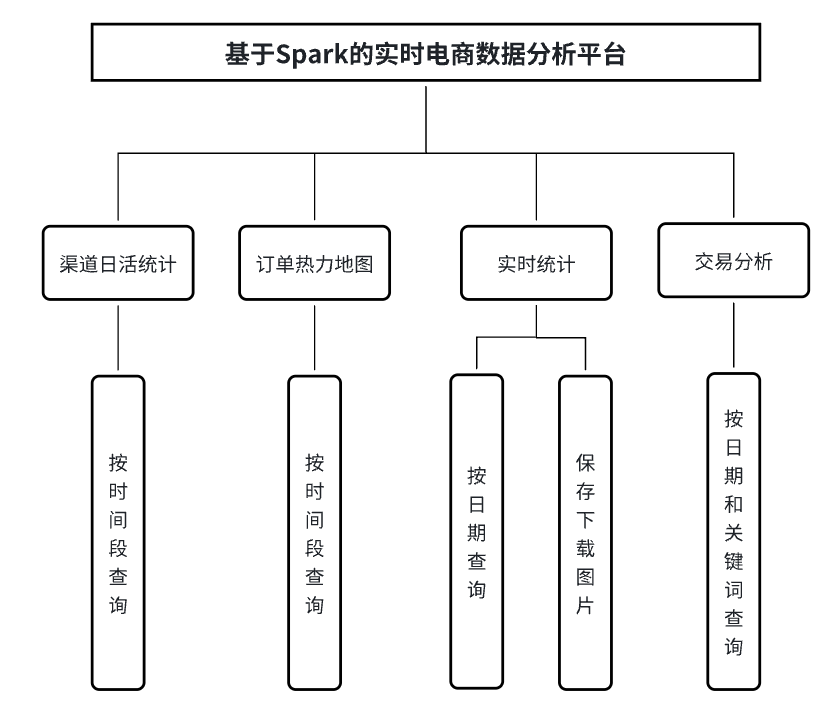 基于Spark的实时电商数据分析平台
渠道日活统计
订单热力地图
实时统计
交易分析
按时间段查询
按时间段查询
按日期查询
保存下载图片
按日期和关键词查询